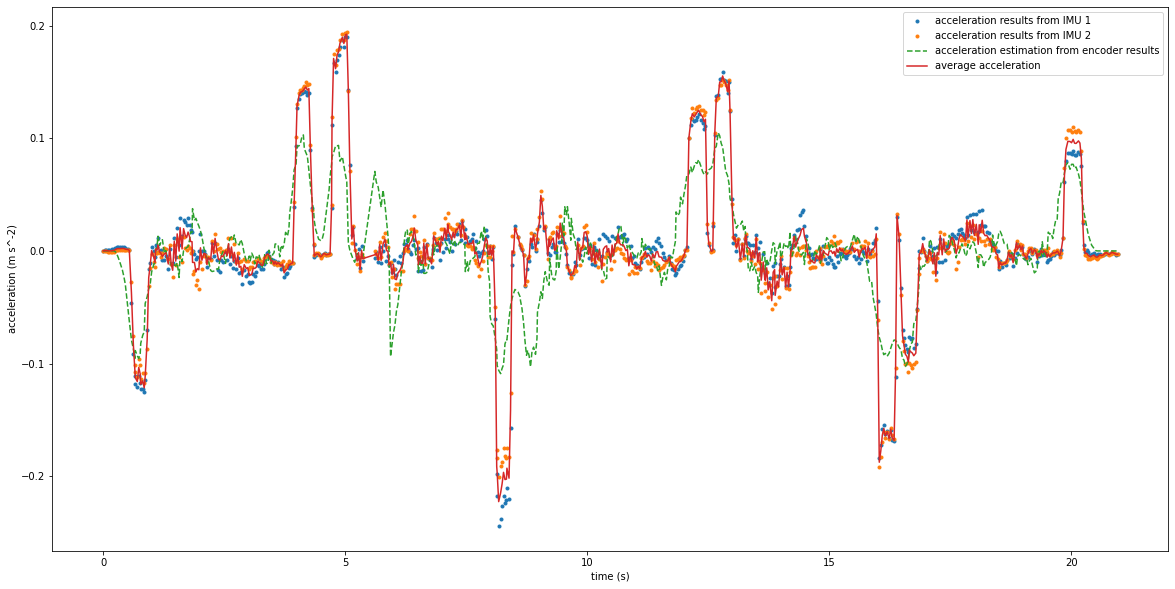 acceleration results from IMU 1
acceleration results from IMU 2
acceleration estimation from encoder results
average acceleration
acceleration (m s^-2)
0.2
0.1
0.0
−0.1
−0.2
0 5 10 15 20
time (s)